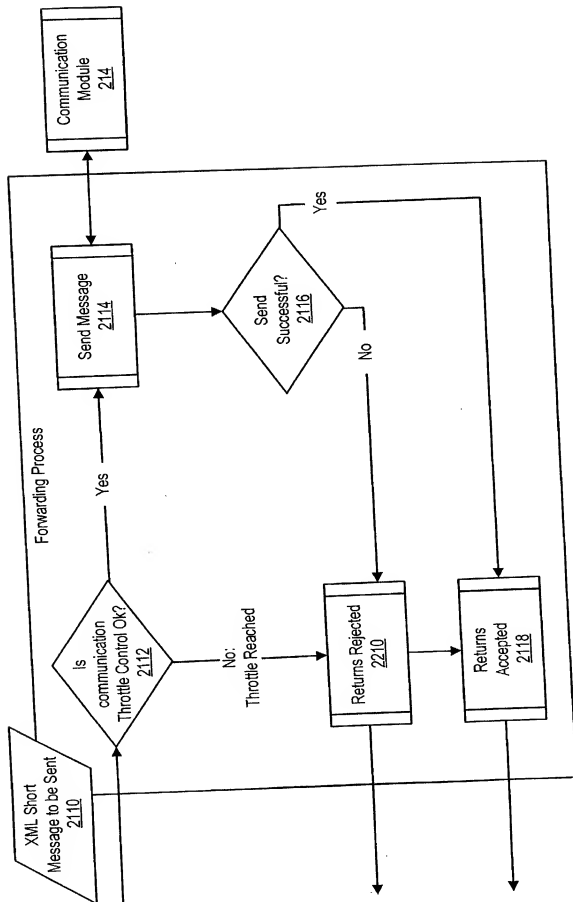 XML Short
Message to be Sent
2110
Forwarding Process
Is
communication
Throttle Control Ok?
2112
Yes
Send Message
2114
Communication
Module
214
No:
Throttle Reached
Send
Successful?
2116
No
Yes
Returns Rejected
2210
Returns
Accepted
2118